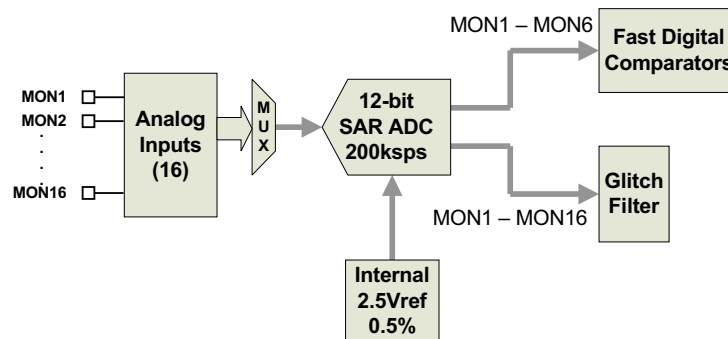 MON1 – MON6
Fast Digital
Comparators
MON1
MON2
MON16
Analog
Inputs
(16)
MUX
12-bit
SAR ADC
200ksps
MON1 – MON16
Glitch
Filter
Internal
2.5Vref
0.5%